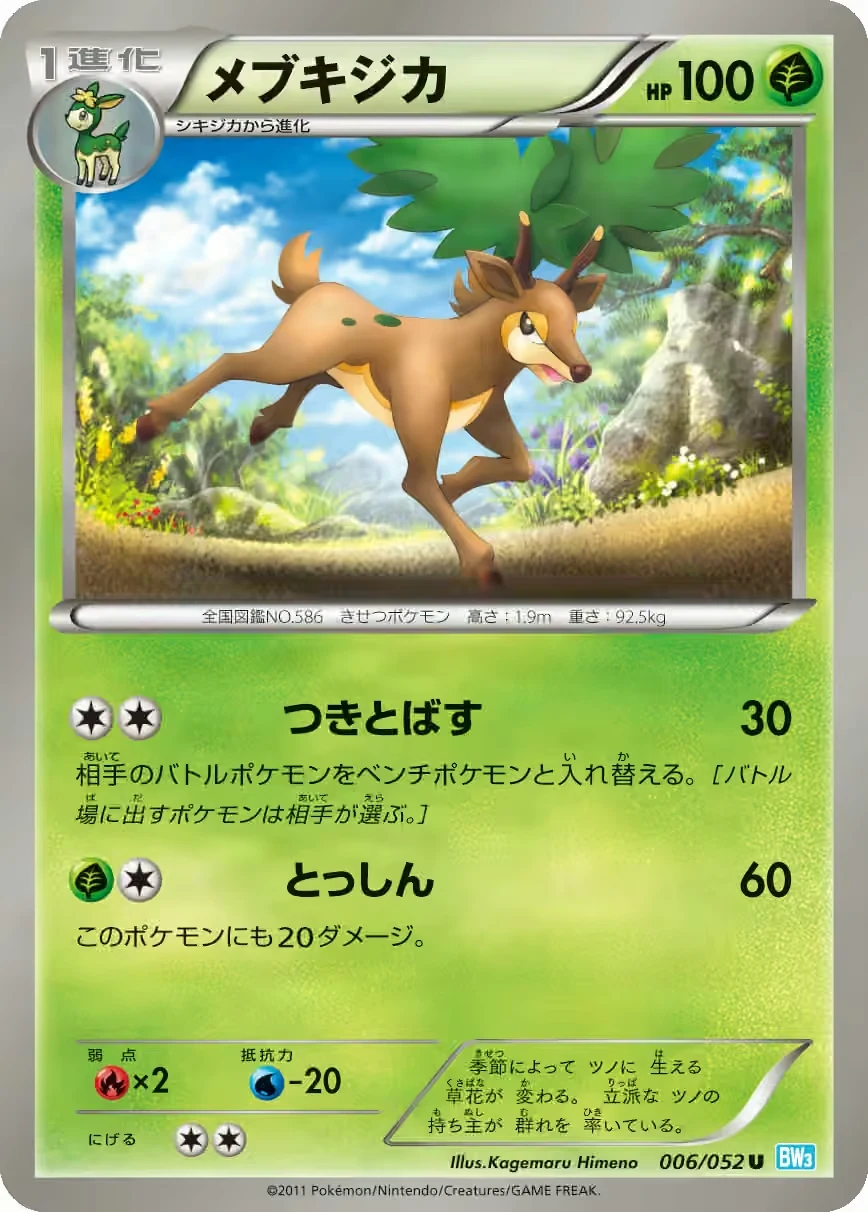 1進化
メブキジカ
HP100
シキジカから進化
全国図鑑NO.586 きせつポケモン 高さ：1.9m 重さ：92.5kg
つきとばす 30
相手のバトルポケモンをベンチポケモンと入れ替える。［バトル
場に出すポケモンは相手が選ぶ。］
とっしん 60
このポケモンにも20ダメージ。
弱点 抵抗力
×2 -20
にげる
季節によって ツノに 生える
草花が 変わる。 立派な ツノの
持ち主が 群れを 率いている。
Illus.Kagemaru Himeno 006/052 U BW3
©2011 Pokémon/Nintendo/Creatures/GAME FREAK.